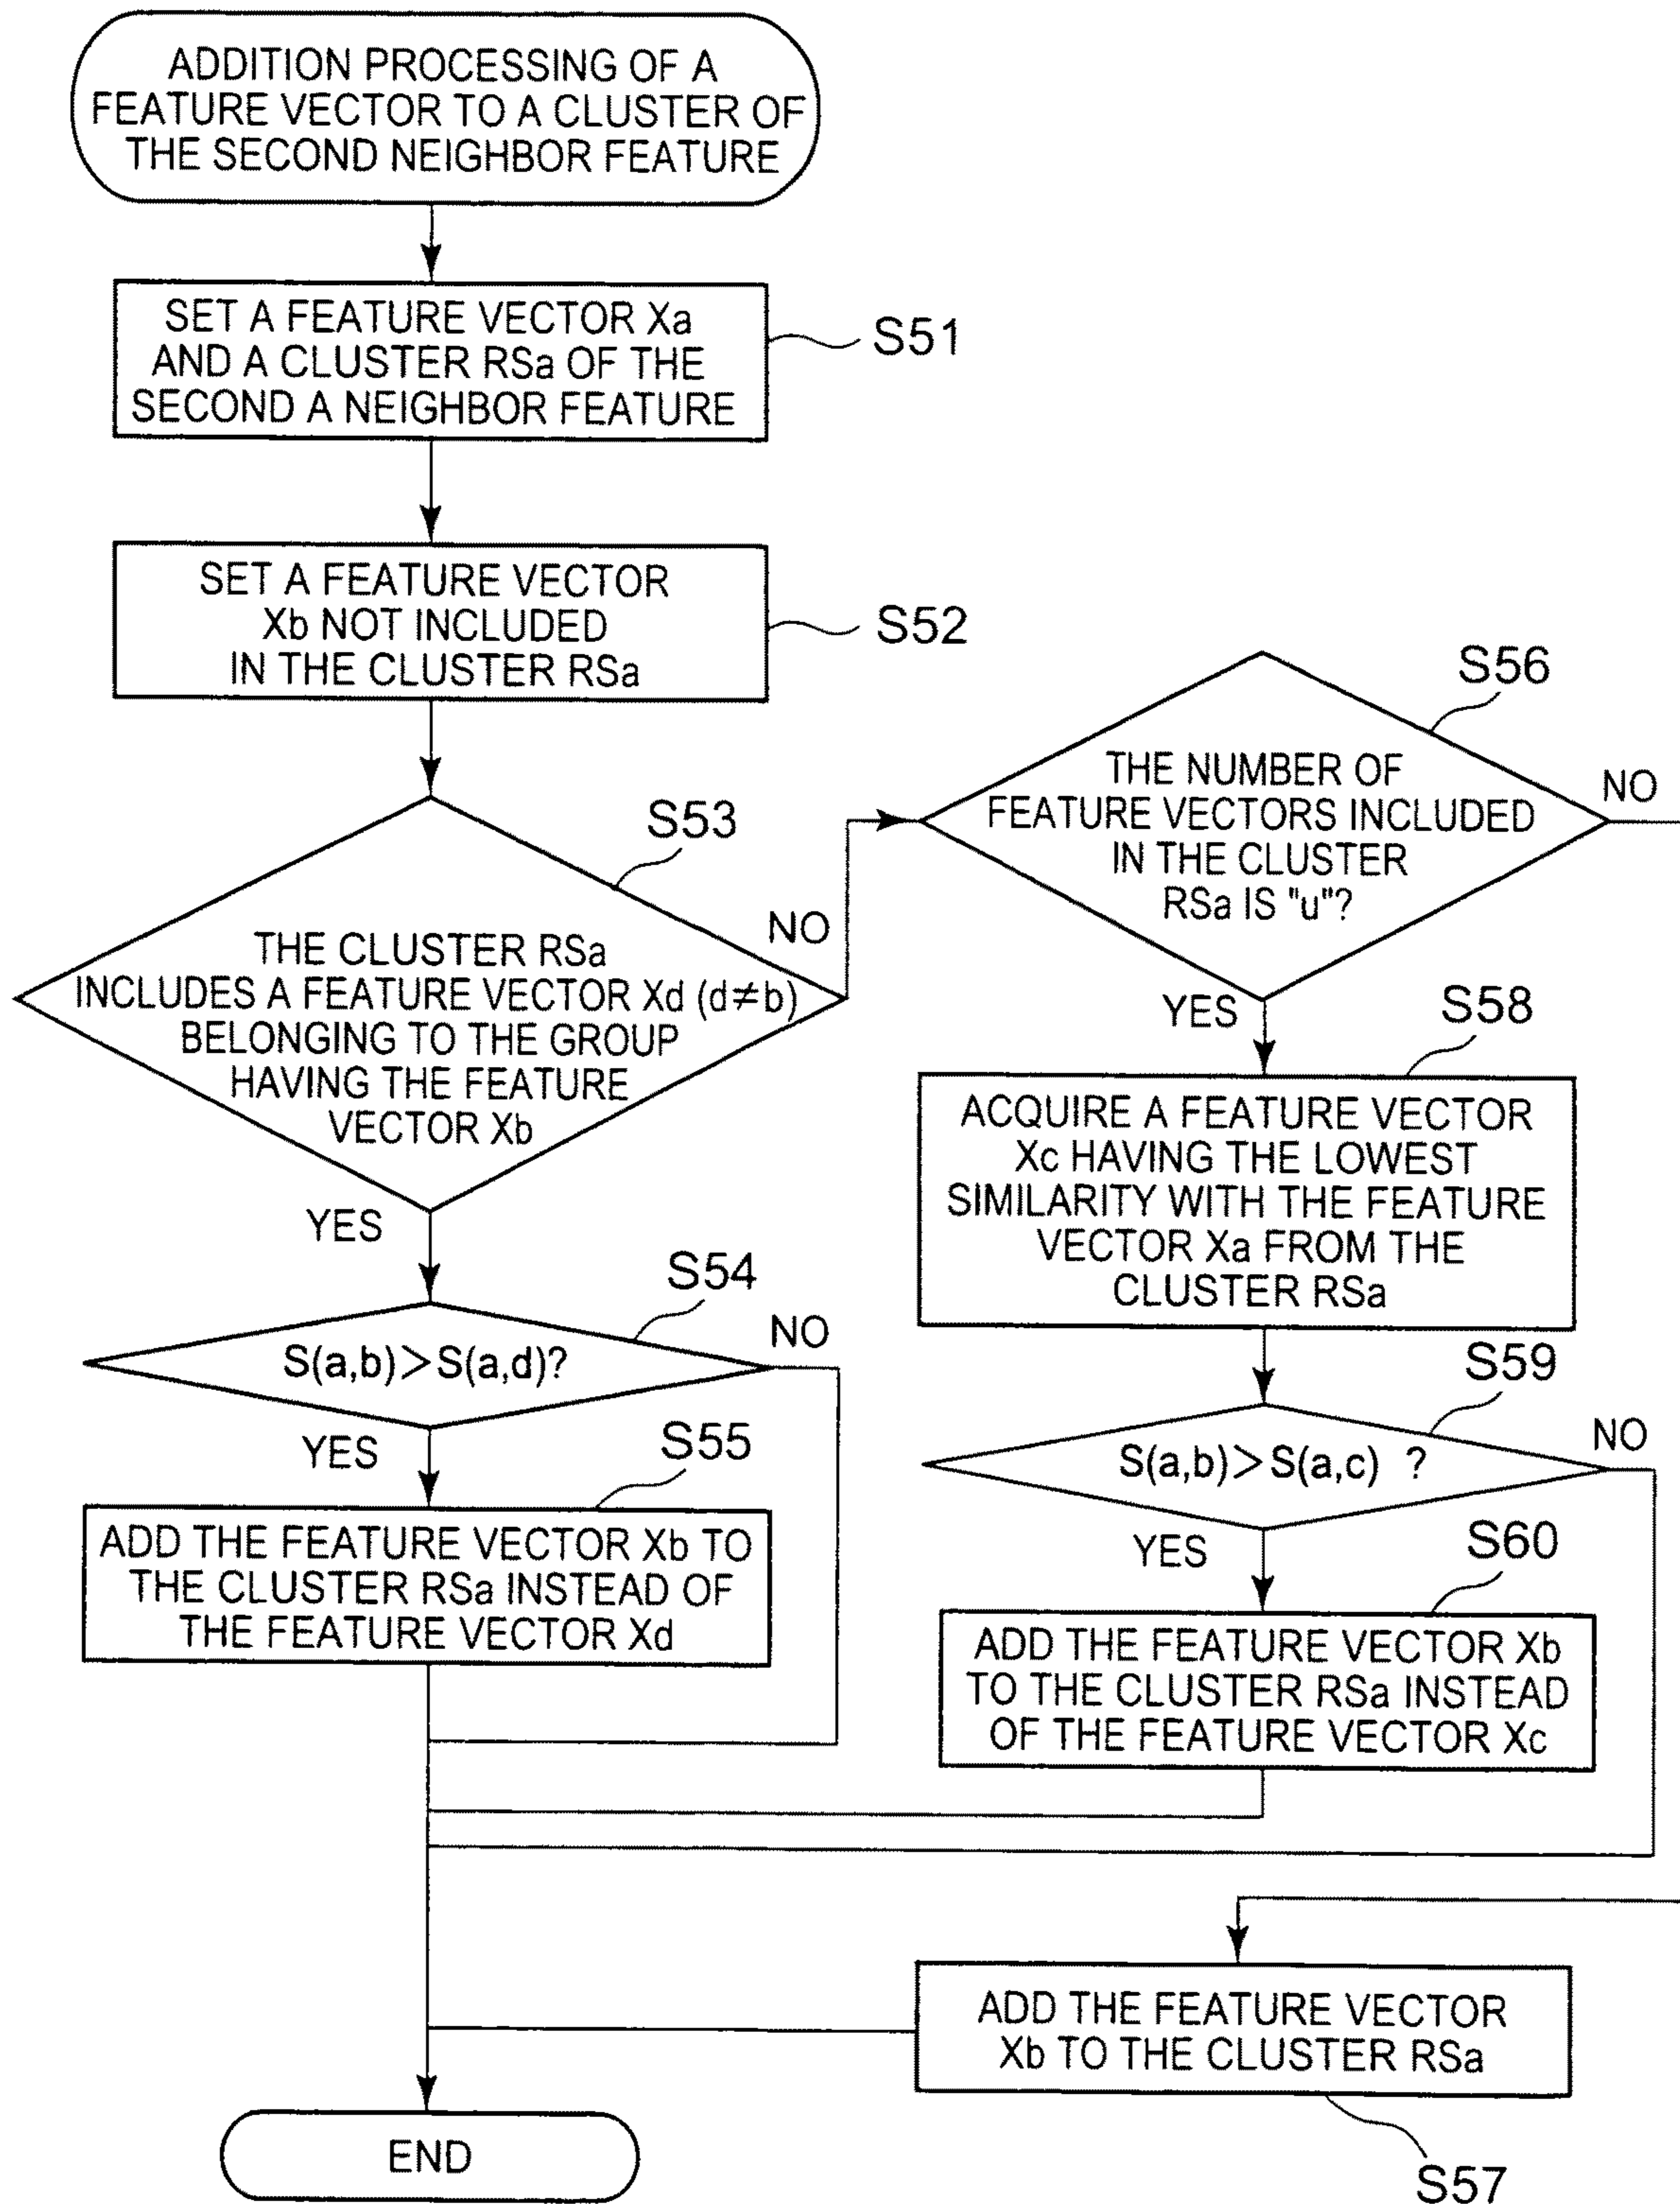 ADDITION PROCESSING OF A
FEATURE VECTOR TO A CLUSTER OF
THE SECOND NEIGHBOR FEATURE
SET A FEATURE VECTOR Xa
AND A CLUSTER RSa OF THE
SECOND A NEIGHBOR FEATURE
S51
SET A FEATURE VECTOR
Xb NOT INCLUDED
IN THE CLUSTER RSa
S52
S53
THE CLUSTER RSa
INCLUDES A FEATURE VECTOR Xd (d≠b)
BELONGING TO THE GROUP
HAVING THE FEATURE
VECTOR Xb
NO
YES
S54
S(a,b)>S(a,d)?
NO
YES
S55
ADD THE FEATURE VECTOR Xb TO
THE CLUSTER RSa INSTEAD OF
THE FEATURE VECTOR Xd
S56
THE NUMBER OF
FEATURE VECTORS INCLUDED
IN THE CLUSTER
RSa IS "u"?
NO
YES
S58
ACQUIRE A FEATURE VECTOR
Xc HAVING THE LOWEST
SIMILARITY WITH THE FEATURE
VECTOR Xa FROM THE
CLUSTER RSa
S59
S(a,b)>S(a,c) ?
NO
YES
S60
ADD THE FEATURE VECTOR Xb
TO THE CLUSTER RSa INSTEAD
OF THE FEATURE VECTOR Xc
ADD THE FEATURE VECTOR
Xb TO THE CLUSTER RSa
S57
END